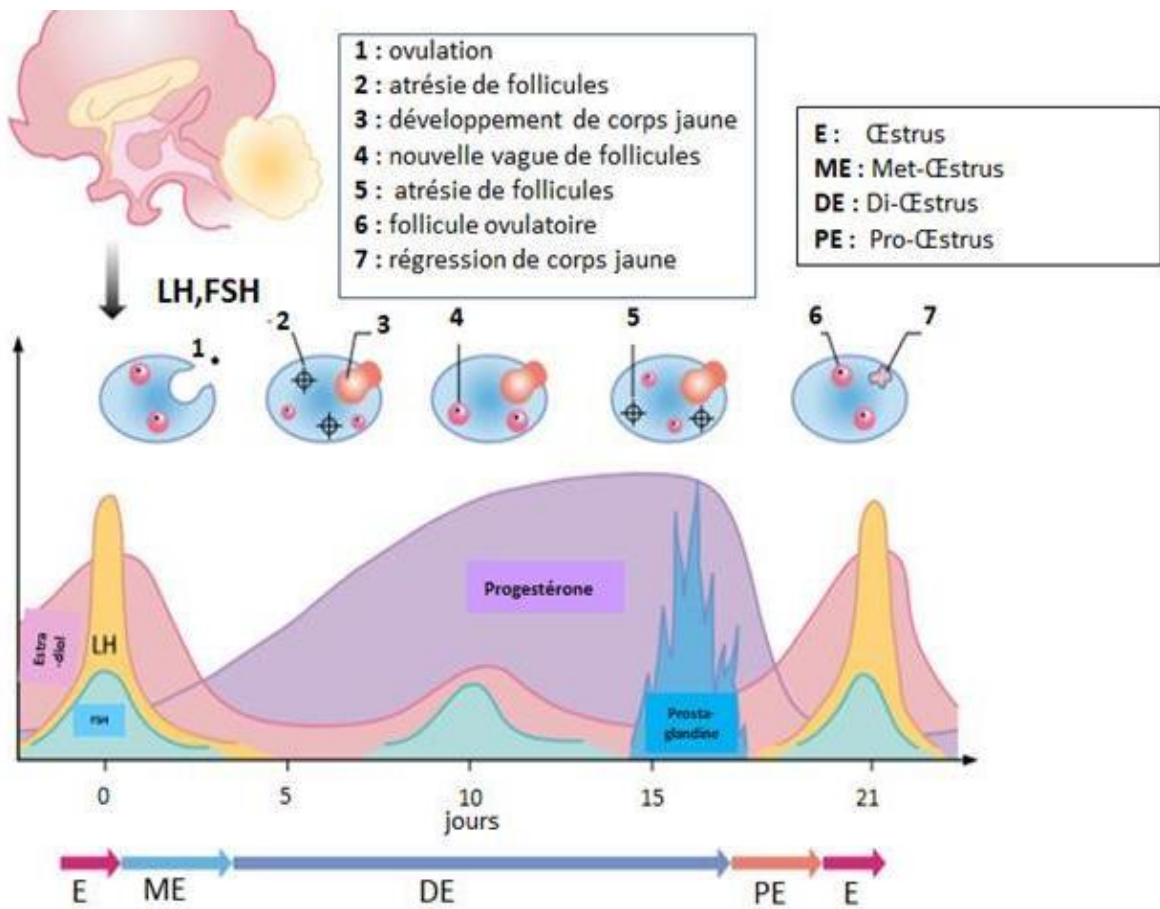 1 : ovulation
2 : atrésie de follicules
3 : développement de corps jaune
4 : nouvelle vague de follicules
5 : atrésie de follicules
6 : follicule ovulatoire
7 : régression de corps jaune
E : Œstrus
ME : Met-Œstrus
DE : Di-Œstrus
PE : Pro-Œstrus
LH,FSH
1 2 3 4 5 6 7
Progestérone
Estra
-diol
LH
FSH
Prosta-
glandine
0 5 10 15 21
jours
E ME DE PE E